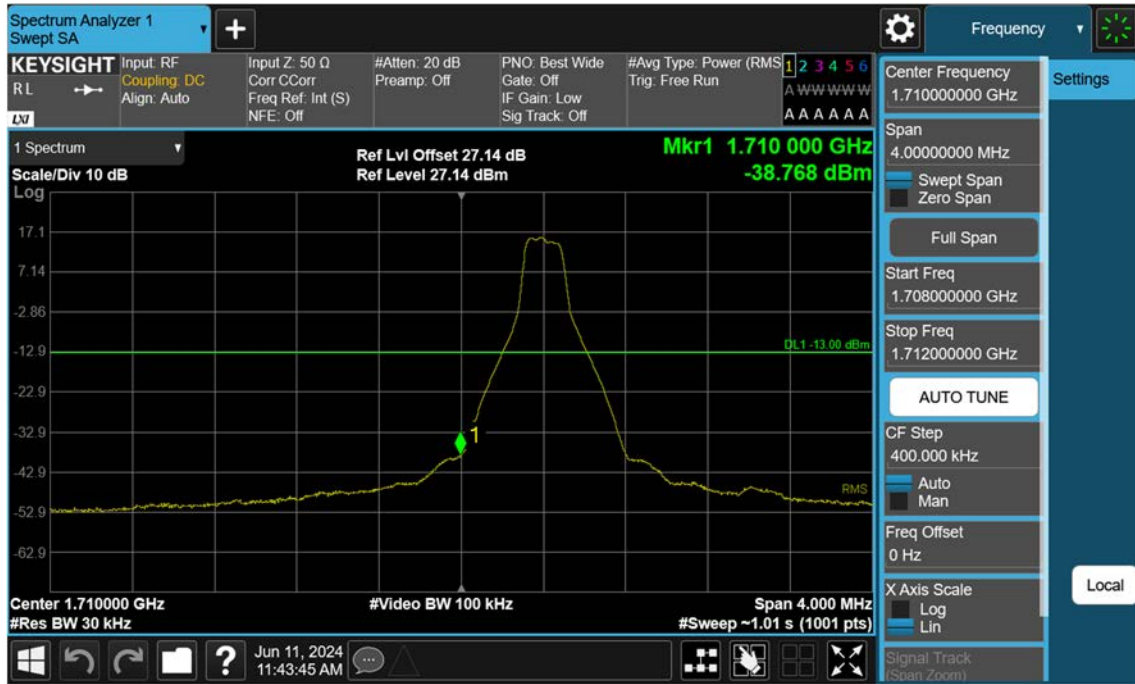 Spectrum Analyzer 1
Swept SA
+
Frequency
KEYSIGHT
RL
LXI
Input: RF
Coupling: DC
Align: Auto
Input Z: 50 Ω
Corr CCorr
Freq Ref: Int (S)
NFE: Off
#Atten: 20 dB
Preamp: Off
PNO: Best Wide
Gate: Off
IF Gain: Low
Sig Track: Off
#Avg Type: Power (RMS
Trig: Free Run
1 2 3 4 5 6
A W W W W W
A A A A A A
1 Spectrum
Scale/Div 10 dB
Ref Lvl Offset 27.14 dB
Ref Level 27.14 dBm
Mkr1 1.710 000 GHz
-38.768 dBm
Log
17.1
7.14
-2.86
-12.9
-22.9
-32.9
-42.9
-52.9
-62.9
DL1 -13.00 dBm
1
RMS
Center 1.710000 GHz
#Res BW 30 kHz
#Video BW 100 kHz
Span 4.000 MHz
#Sweep ~1.01 s (1001 pts)
Center Frequency
1.710000000 GHz
Settings
Span
4.00000000 MHz
Swept Span
Zero Span
Full Span
Start Freq
1.708000000 GHz
Stop Freq
1.712000000 GHz
AUTO TUNE
CF Step
400.000 kHz
Auto
Man
Freq Offset
0 Hz
X Axis Scale
Log
Lin
Local
Signal Track
(Span Zoom)
?
Jun 11, 2024
11:43:45 AM